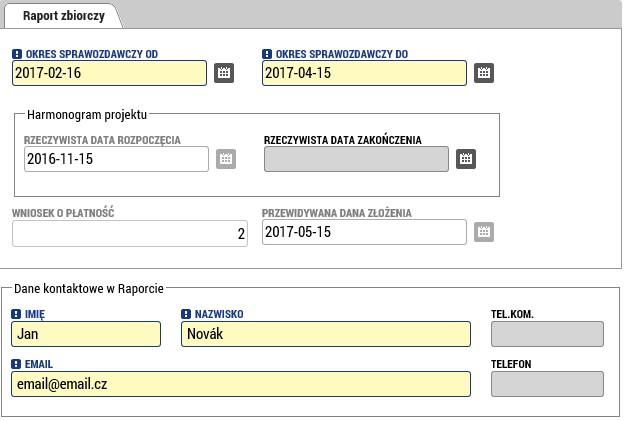 Raport zbiorczy
OKRES SPRAWOZDAWCZY OD
OKRES SPRAWOZDAWCZY DO
2017-02-16
2017-04-15
Harmonogram projektu
RZECZYWISTA DATA ROZPOCZĘCIA
RZECZYWISTA DATA ZAKOŃCZENIA
2016-11-15
WNIOSEK O PŁATNOŚĆ
PRZEWIDYWANA DANA ZŁOŻENIA
2
2017-05-15
Dane kontaktowe w Raporcie
IMIĘ
NAZWISKO
TEL.KOM.
Jan
Novák
EMAIL
TELEFON
email@email.cz